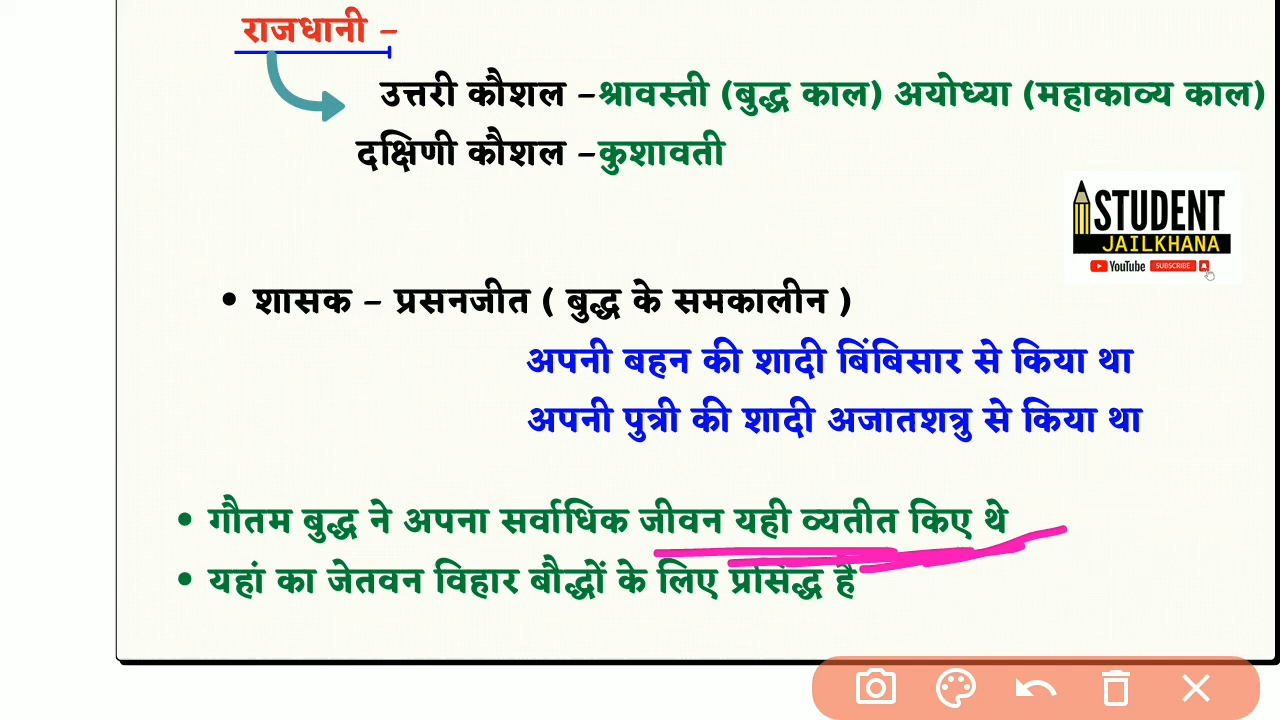 राजधानी –
उत्तरी कौशल –श्रावस्ती (बुद्ध काल) अयोध्या (महाकाव्य काल)
दक्षिणी कौशल –कुशावती
STUDENT
JAILKHANA
YouTube SUBSCRIBE
• शासक – प्रसनजीत ( बुद्ध के समकालीन )
अपनी बहन की शादी बिंबिसार से किया था
अपनी पुत्री की शादी अजातशत्रु से किया था
• गौतम बुद्ध ने अपना सर्वाधिक जीवन यही व्यतीत किए थे
• यहां का जेतवन विहार बौद्धों के लिए प्रसिद्ध है